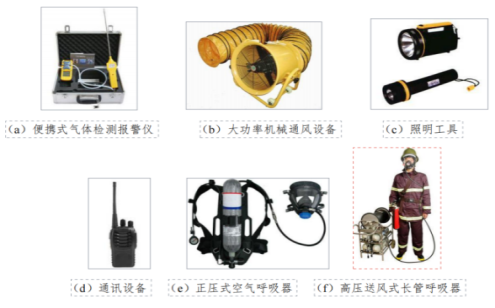 （a）便携式气体检测报警仪
（b）大功率机械通风设备
（c）照明工具
（d）通讯设备
（e）正压式空气呼吸器
（f）高压送风式长管呼吸器